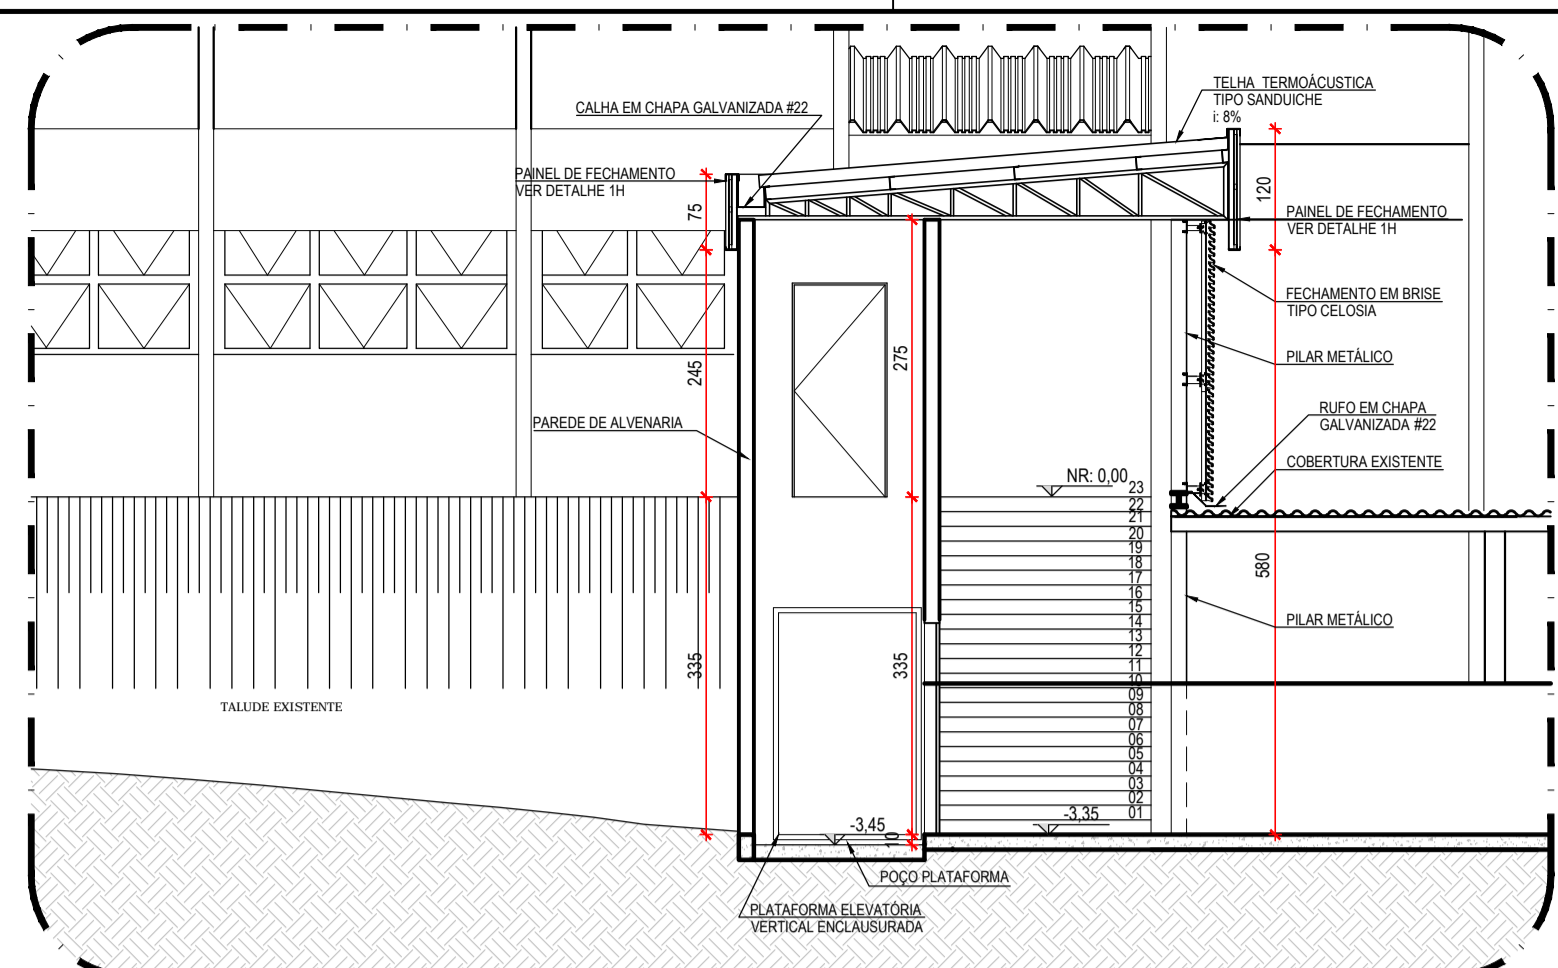 TELHA TERMOÁCUSTICA
TIPO SANDUICHE
i: 8%
CALHA EM CHAPA GALVANIZADA #22
PAINEL DE FECHAMENTO
VER DETALHE 1H
75
120
PAINEL DE FECHAMENTO
VER DETALHE 1H
FECHAMENTO EM BRISE
TIPO CELOSIA
PILAR METÁLICO
245
275
RUFO EM CHAPA
GALVANIZADA #22
PAREDE DE ALVENARIA
COBERTURA EXISTENTE
NR: 0,00
23
22
21
20
19
18
17
16
15
14
13
12
11
10
09
08
07
06
05
04
03
02
01
580
PILAR METÁLICO
335
335
TALUDE EXISTENTE
-3,45
-3,35
10
POÇO PLATAFORMA
PLATAFORMA ELEVATÓRIA
VERTICAL ENCLAUSURADA